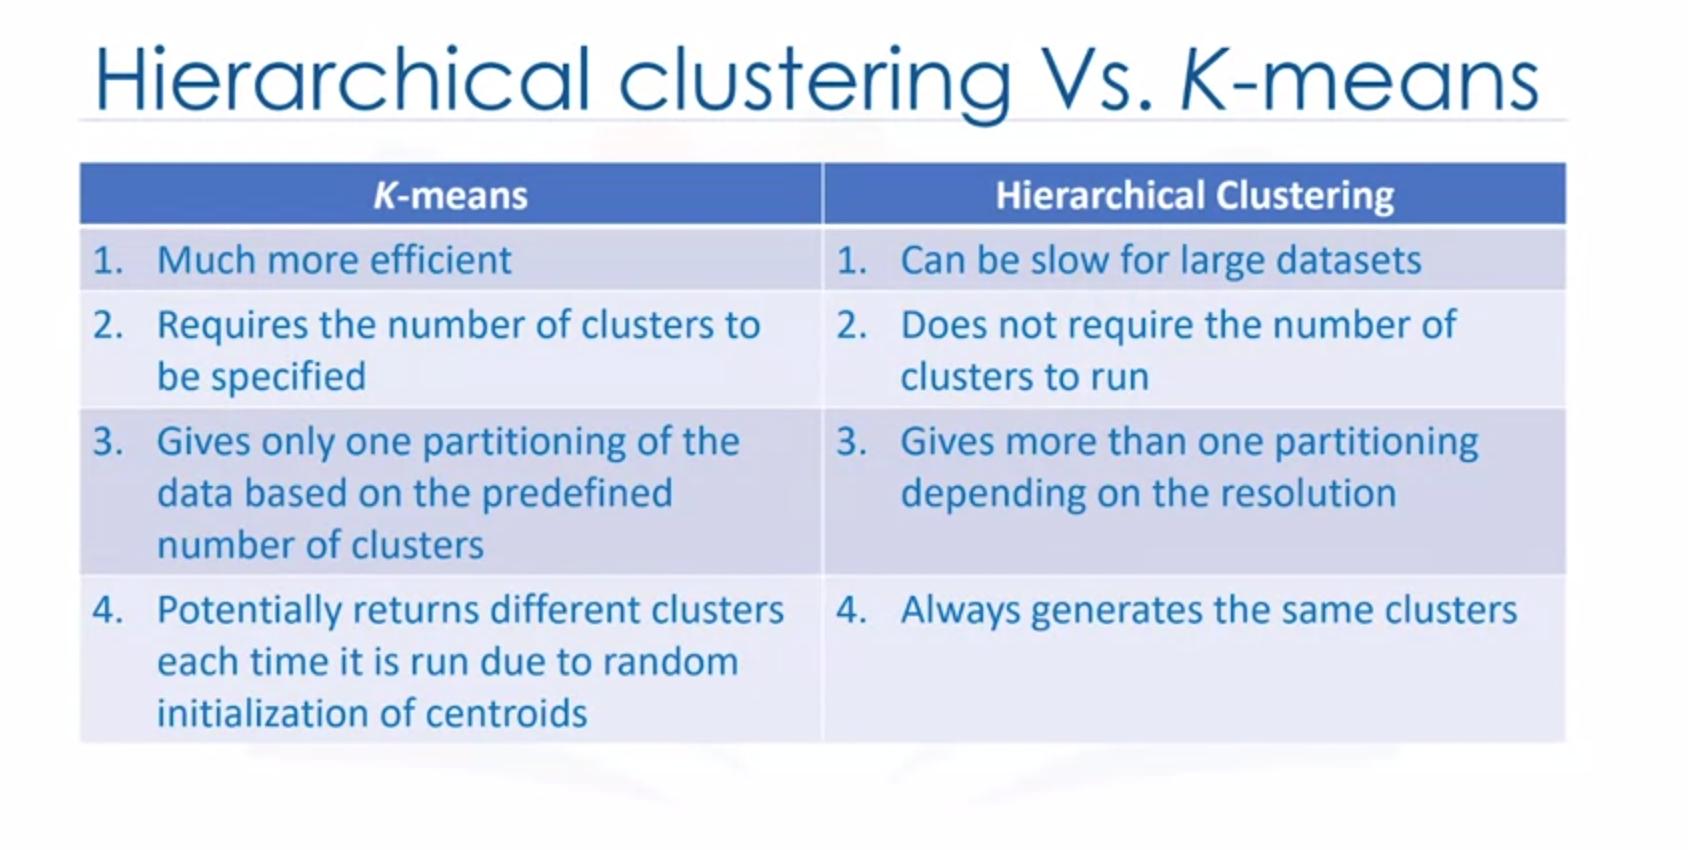 Hierarchical clustering Vs. K-means
K-means
Hierarchical Clustering
1. Much more efficient
1. Can be slow for large datasets
2. Requires the number of clusters to
be specified
2. Does not require the number of
clusters to run
3. Gives only one partitioning of the
data based on the predefined
number of clusters
3. Gives more than one partitioning
depending on the resolution
4. Potentially returns different clusters
each time it is run due to random
initialization of centroids
4. Always generates the same clusters